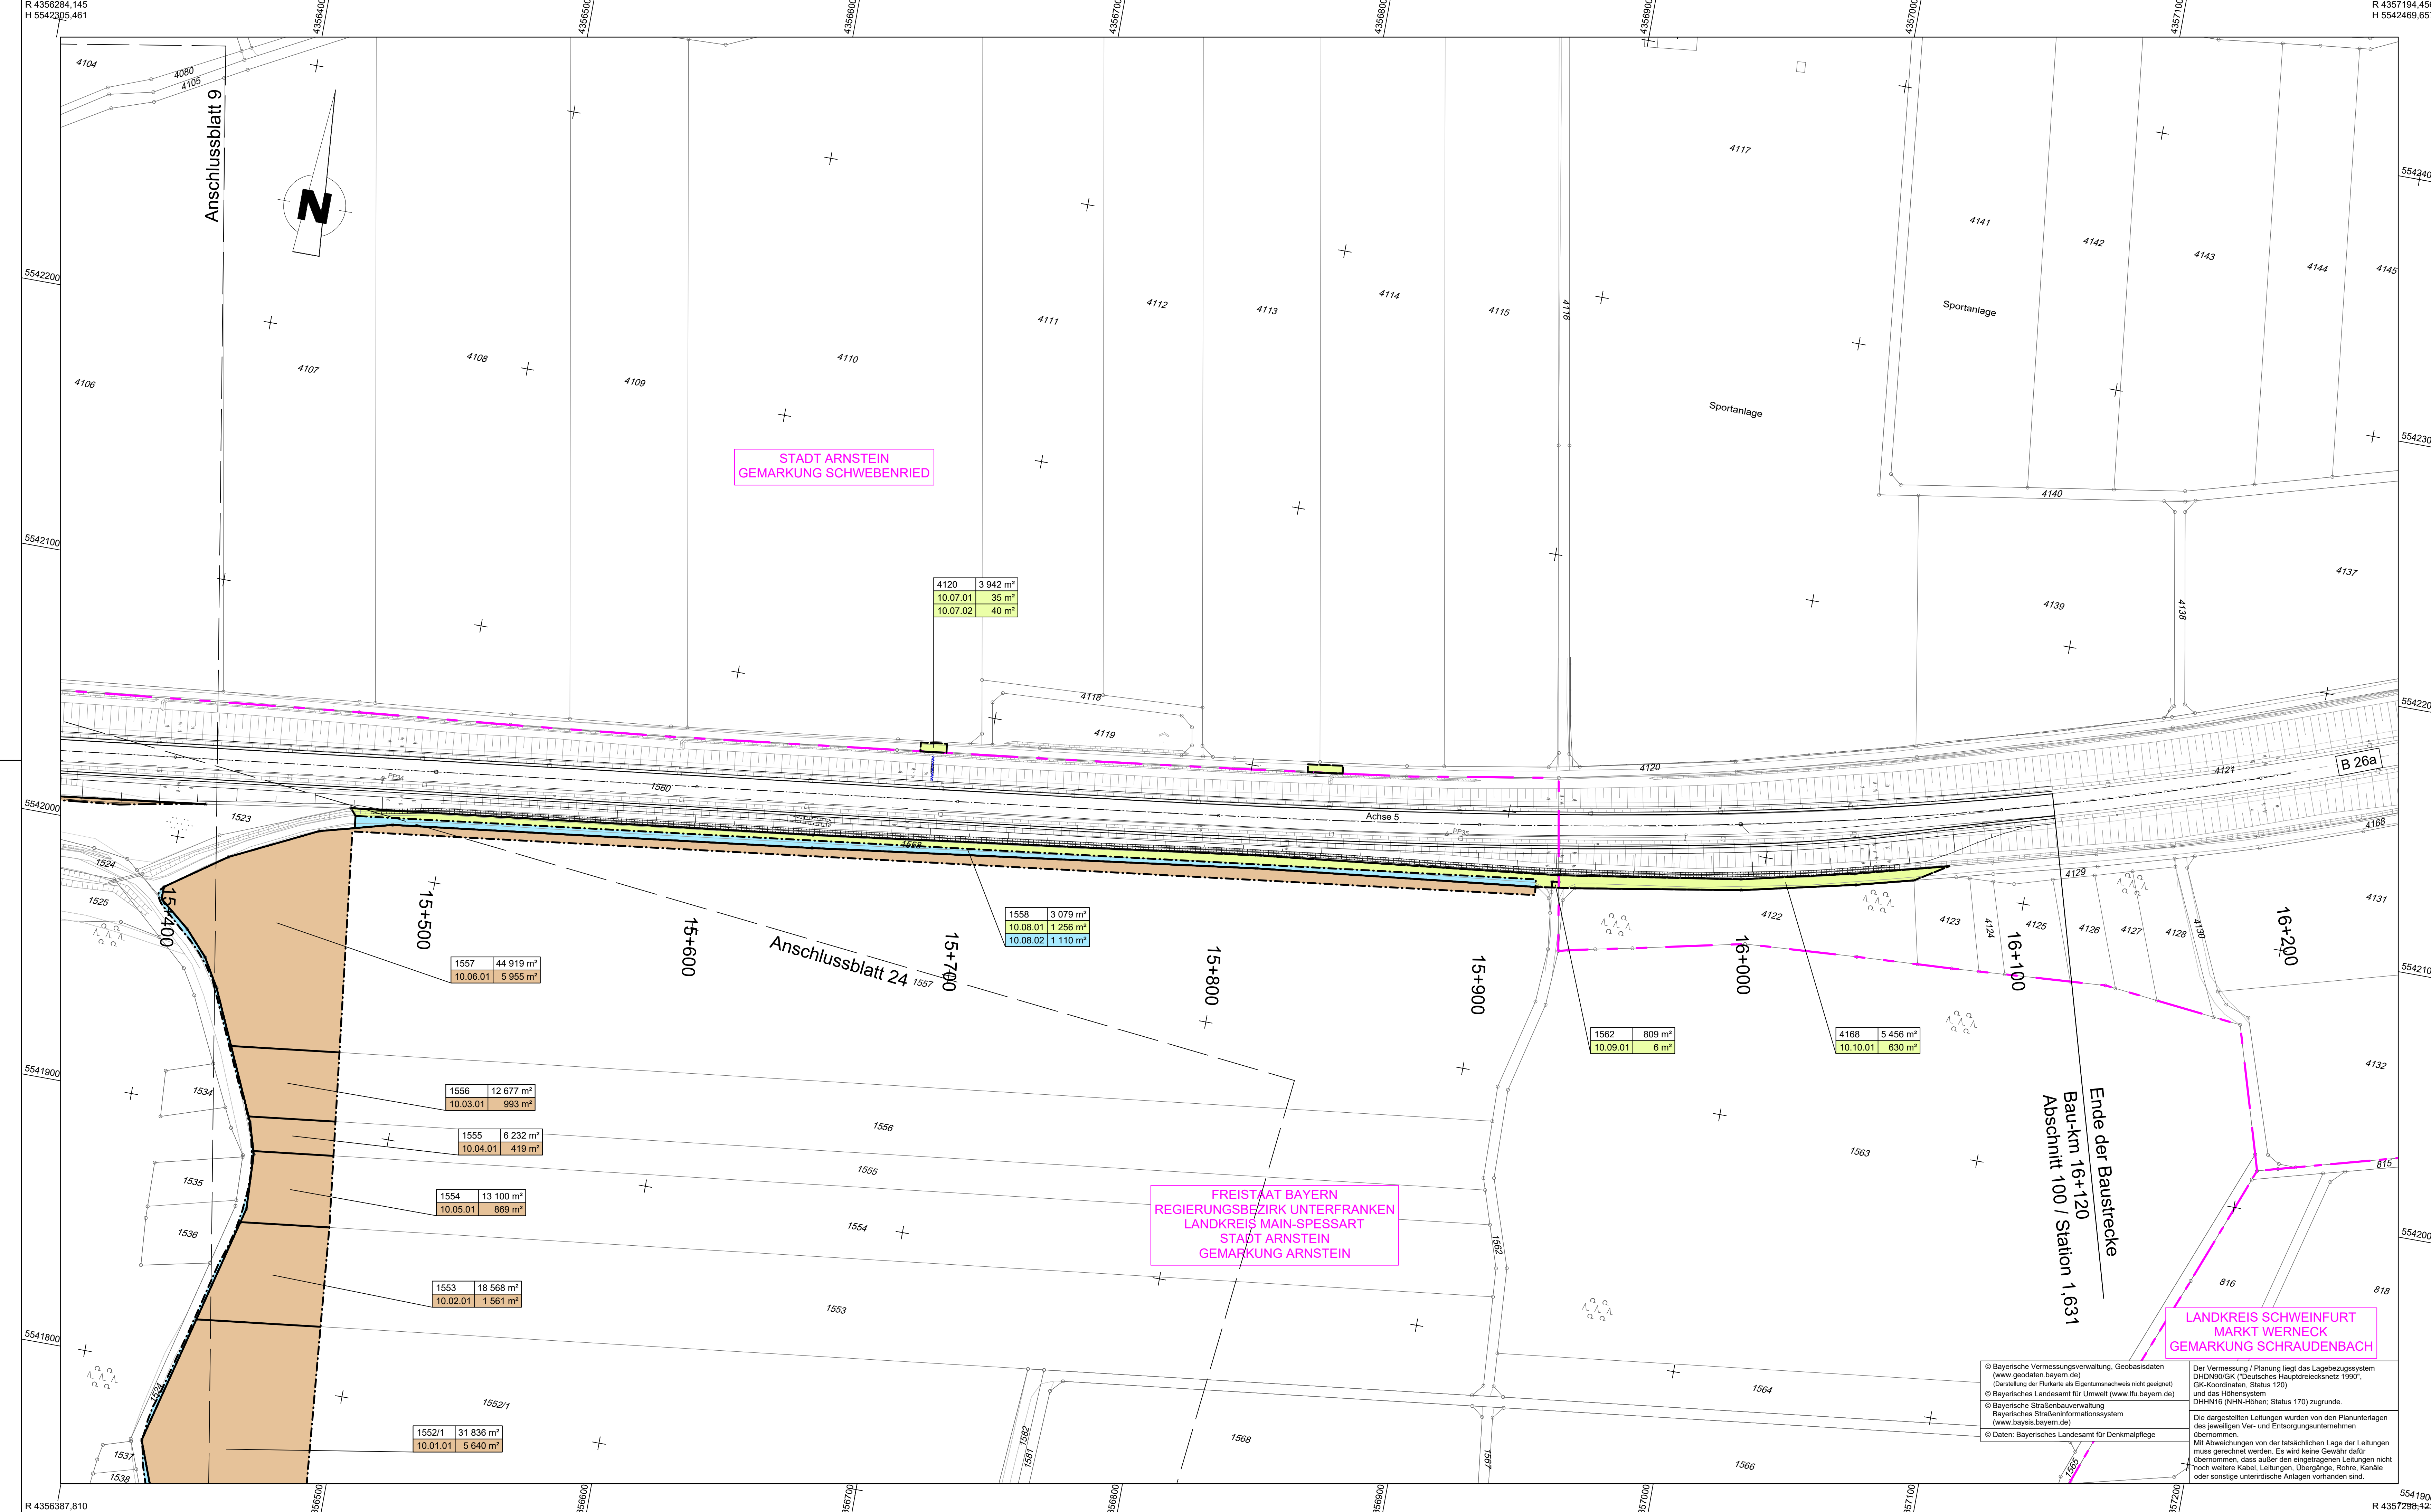 R 4356284,145
H 5542305,461
4356400
4356500
4356600
4356700
4356800
4356900
4357000
4357100
R 4357194,45
H 5542469,65
4104
4080
4105
Anschlussblatt 9
N
4117
4141
4142
4143
4144
4145
5542200
4106
4107
4108
4109
4110
4111
4112
4113
4114
4115
4116
Sportanlage
Sportanlage
STADT ARNSTEIN
GEMARKUNG SCHWEBENRIED
4140
5542100
4120 3 942 m²
10.07.01 35 m²
10.07.02 40 m²
4139
4138
4137
4118
4119
4120
4121
B 26a
PP34
1560
Achse 5
PP35
5542000
1523
1524
1525
1558
4168
4129
4131
15+400
15+500
15+600
15+700
15+800
15+900
16+000
16+100
16+200
1558 3 079 m²
10.08.01 1 256 m²
10.08.02 1 110 m²
4122
4123
4124
4125
4126
4127
4128
4130
Anschlussblatt 24
1557
1557 44 919 m²
10.06.01 5 955 m²
1562 809 m²
10.09.01 6 m²
4168 5 456 m²
10.10.01 630 m²
5541900
4132
1534
1556 12 677 m²
10.03.01 993 m²
1556
1555 6 232 m²
10.04.01 419 m²
1555
1563
Ende der Baustrecke
Bau-km 16+120
Abschnitt 100 / Station 1,631
815
1535
1554 13 100 m²
10.05.01 869 m²
1554
1536
FREISTAAT BAYERN
REGIERUNGSBEZIRK UNTERFRANKEN
LANDKREIS MAIN-SPESSART
STADT ARNSTEIN
GEMARKUNG ARNSTEIN
1562
1553 18 568 m²
10.02.01 1 561 m²
1553
816
818
5541800
LANDKREIS SCHWEINFURT
MARKT WERNECK
GEMARKUNG SCHRAUDENBACH
1524
1552/1
1552/1 31 836 m²
10.01.01 5 640 m²
1537
1538
1582
1581
1568
1567
1564
1566
1565
© Bayerische Vermessungsverwaltung, Geobasisdaten
(www.geodaten.bayern.de)
(Darstellung der Flurkarte als Eigentumsnachweis nicht geeignet)
© Bayerisches Landesamt für Umwelt (www.lfu.bayern.de)
© Bayerische Straßenbauverwaltung
Bayerisches Straßeninformationssystem
(www.baysis.bayern.de)
© Daten: Bayerisches Landesamt für Denkmalpflege
Der Vermessung / Planung liegt das Lagebezugssystem
DHDN90/GK ("Deutsches Hauptdreiecksnetz 1990",
GK-Koordinaten, Status 120)
und das Höhensystem
DHHN16 (NHN-Höhen; Status 170) zugrunde.
Die dargestellten Leitungen wurden von den Planunterlagen
des jeweiligen Ver- und Entsorgungsunternehmen
übernommen.
Mit Abweichungen von der tatsächlichen Lage der Leitungen
muss gerechnet werden. Es wird keine Gewähr dafür
übernommen, dass außer den eingetragenen Leitungen nicht
noch weitere Kabel, Leitungen, Übergänge, Rohre, Kanäle
oder sonstige unterirdische Anlagen vorhanden sind.
R 4356387,810